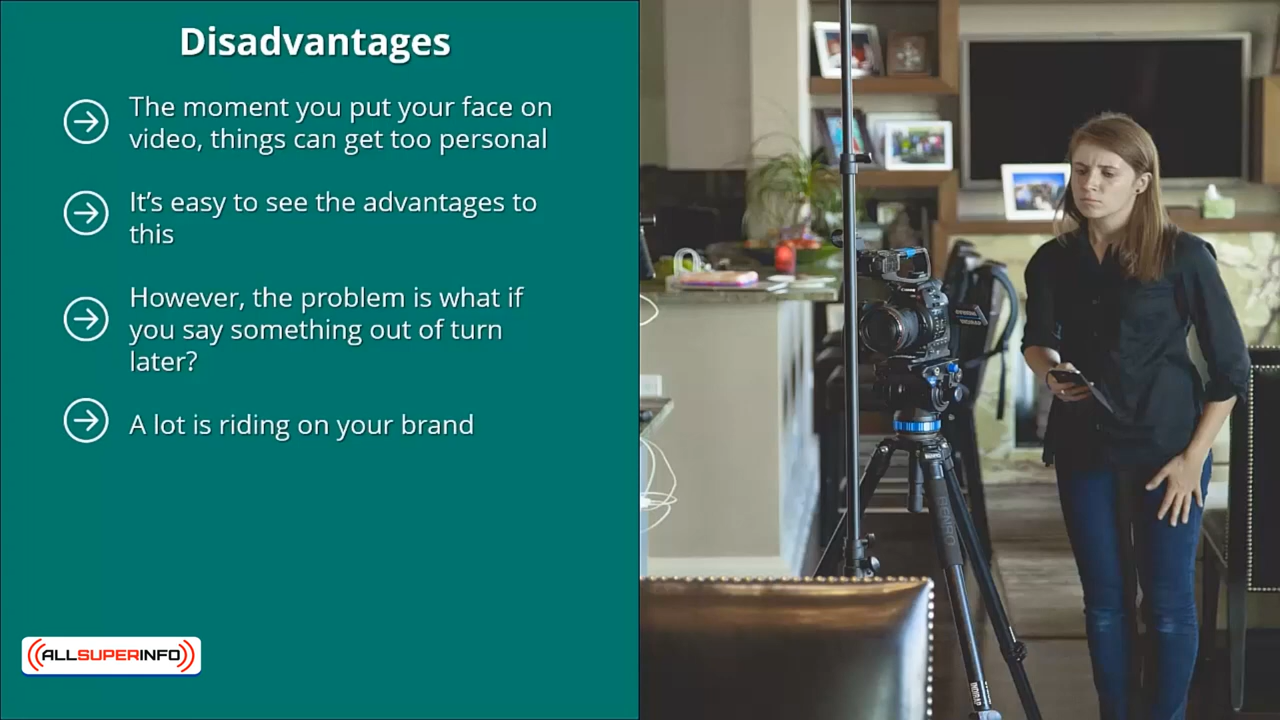 Disadvantages
The moment you put your face on
video, things can get too personal
It’s easy to see the advantages to
this
However, the problem is what if
you say something out of turn
later?
A lot is riding on your brand
ALLSUPERINFO
BENRO